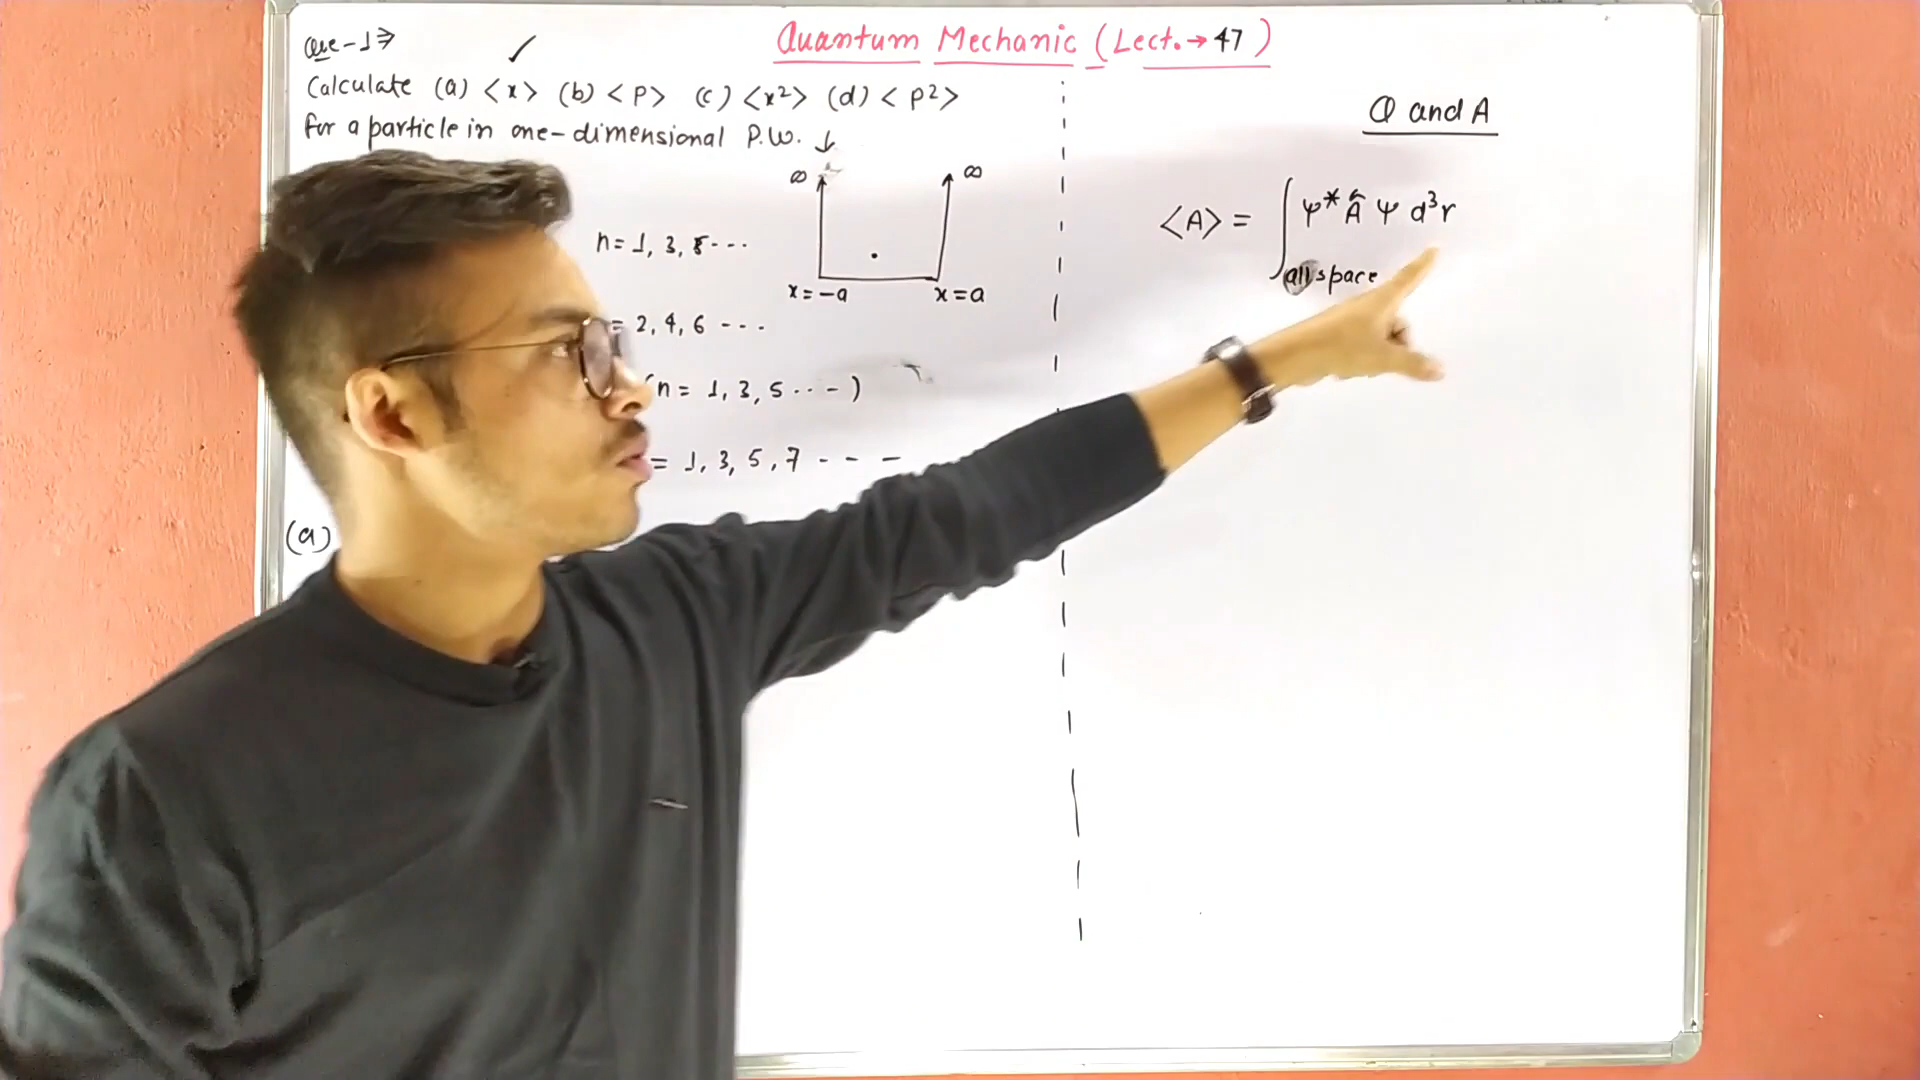 Quantum Mechanic (Lect.→ 47)
Que-1⇒
Calculate (a) <x> (b) <P> (c) <x²> (d) <p²>
for a particle in one-dimensional P.W. ↓
∞ ∞
n = 1, 3, 5 ...
x = -a x = a
= 2, 4, 6 ---
(n = 1, 3, 5 ... -)
= 1, 3, 5, 7 - - -
(a)
Q and A
<A> = ∫ ψ* Â ψ d³r
all space